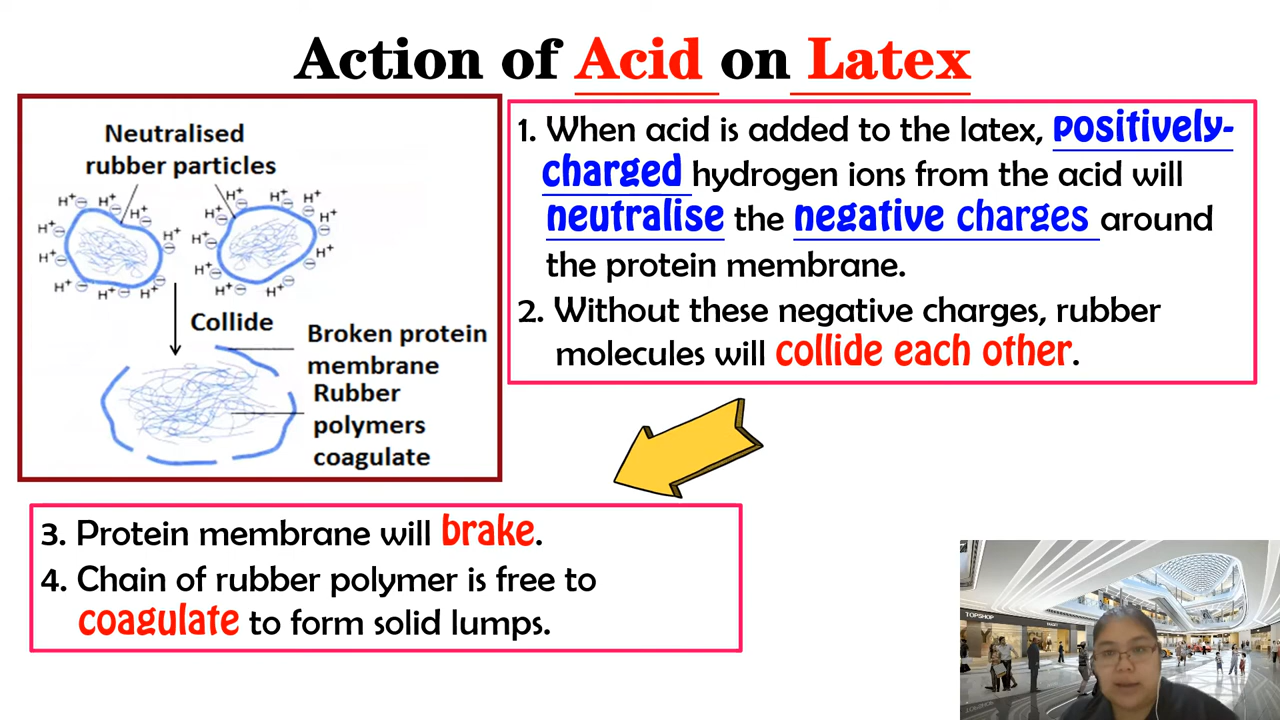 Action of Acid on Latex
Neutralised
rubber particles
H⁺ H⁺ H⁺ H⁺ H⁺ H⁺ H⁺ H⁺ H⁺ H⁺
H⁺ H⁺ H⁺ H⁺ H⁺ H⁺ H⁺ H⁺ H⁺ H⁺
Collide
Broken protein
membrane
Rubber
polymers
coagulate
1. When acid is added to the latex, positively-
charged hydrogen ions from the acid will
neutralise the negative charges around
the protein membrane.
2. Without these negative charges, rubber
molecules will collide each other.
3. Protein membrane will brake.
4. Chain of rubber polymer is free to
coagulate to form solid lumps.
TOPSHOP